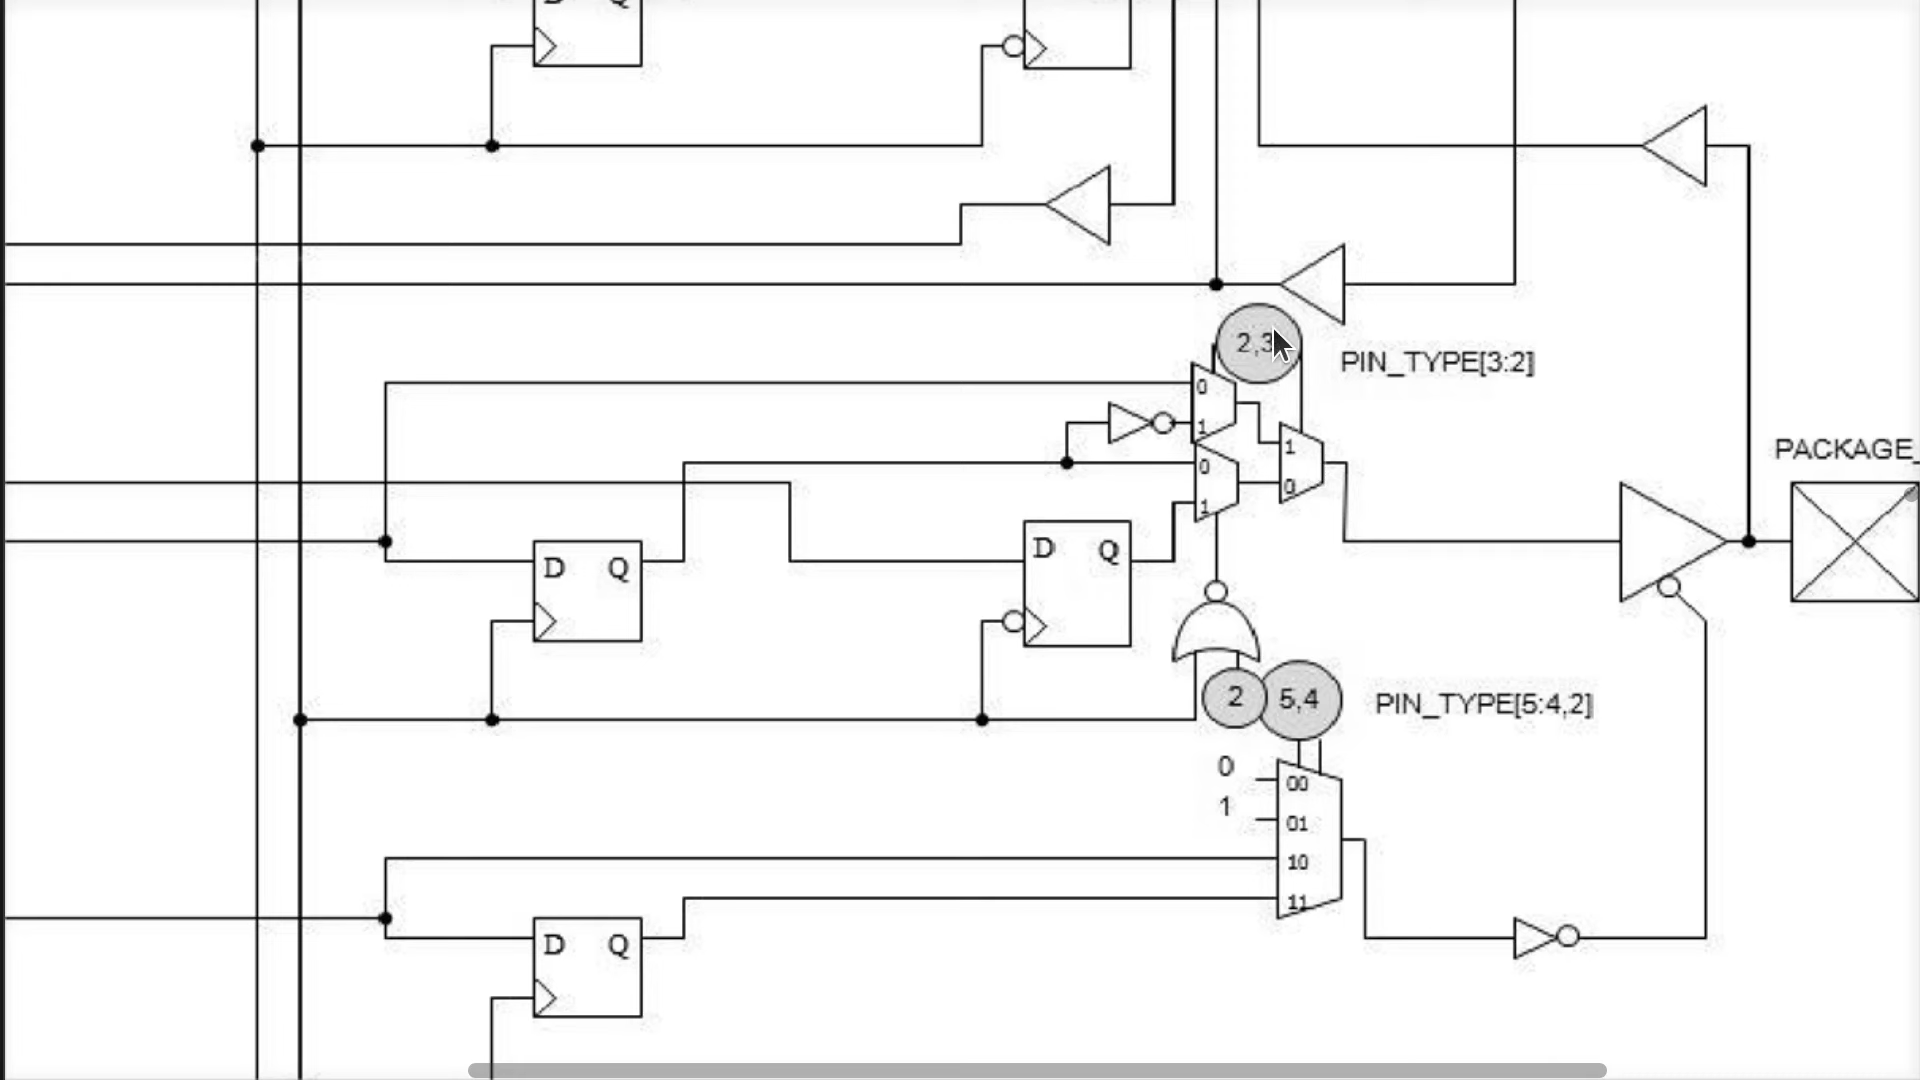 D Q
2,3
PIN_TYPE[3:2]
0
1
1
0
0
1
PACKAGE_
D Q
D Q
2 5,4
PIN_TYPE[5:4,2]
0
00
1
01
10
11
D Q